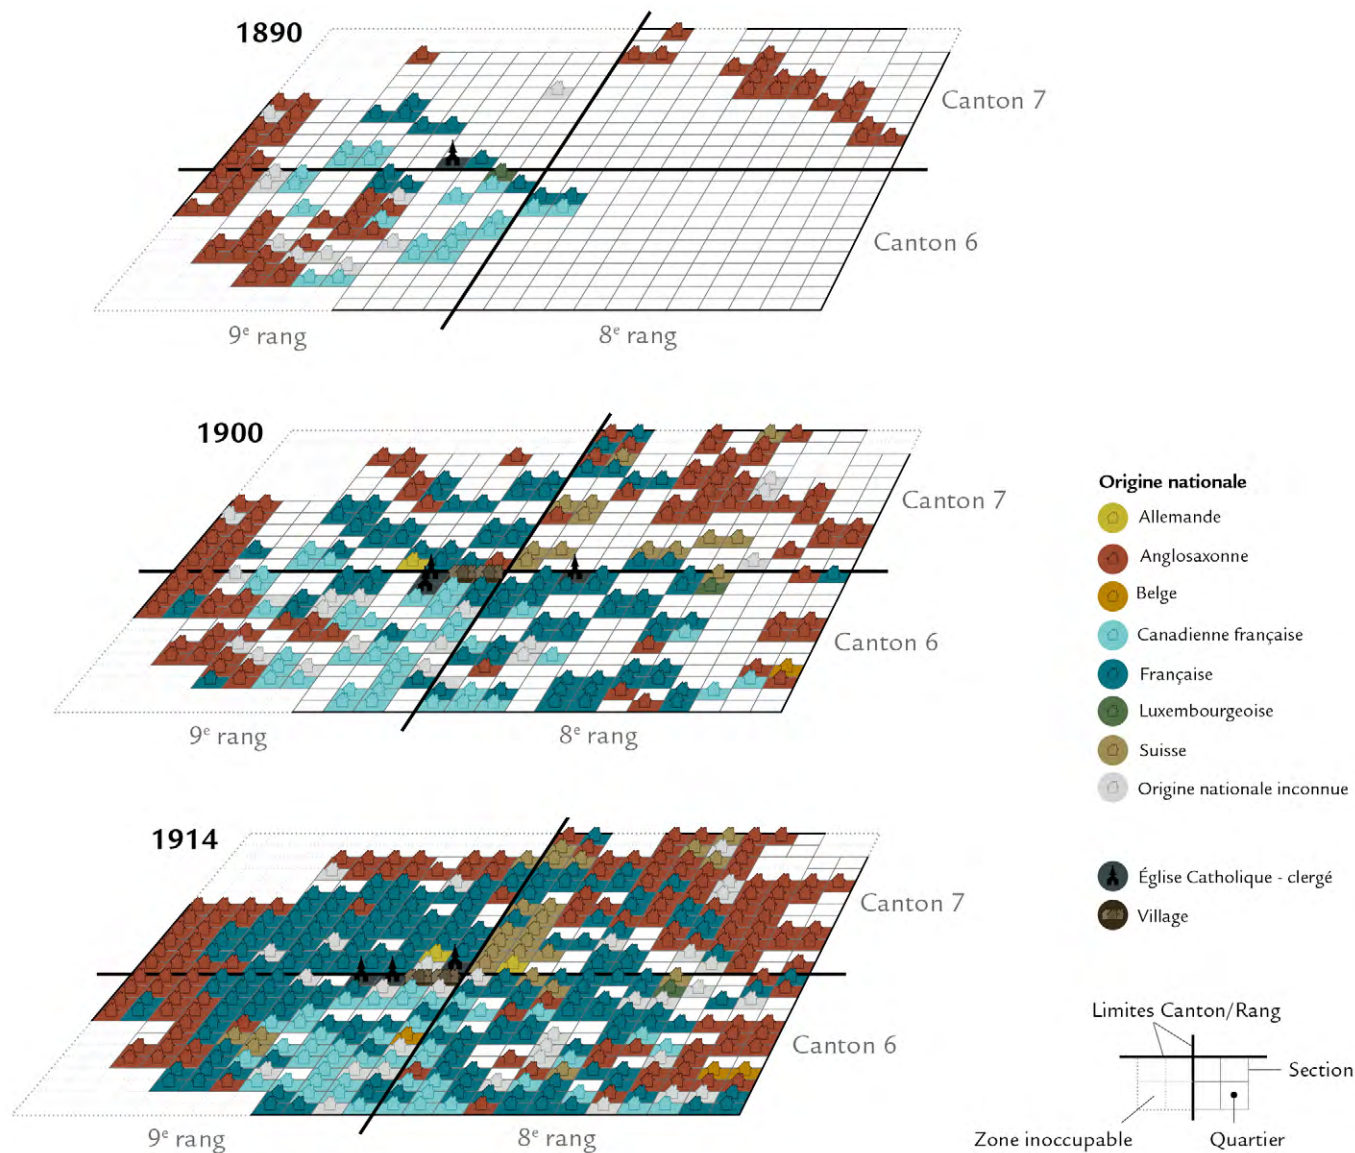 1890
Canton 7
Canton 6
9e rang
8e rang
1900
Canton 7
Canton 6
9e rang
8e rang
1914
Canton 7
Canton 6
9e rang
8e rang
Origine nationale
Allemande
Anglosaxonne
Belge
Canadienne française
Française
Luxembourgeoise
Suisse
Origine nationale inconnue
Église Catholique - clergé
Village
Limites Canton/Rang
Section
Zone inoccupable
Quartier